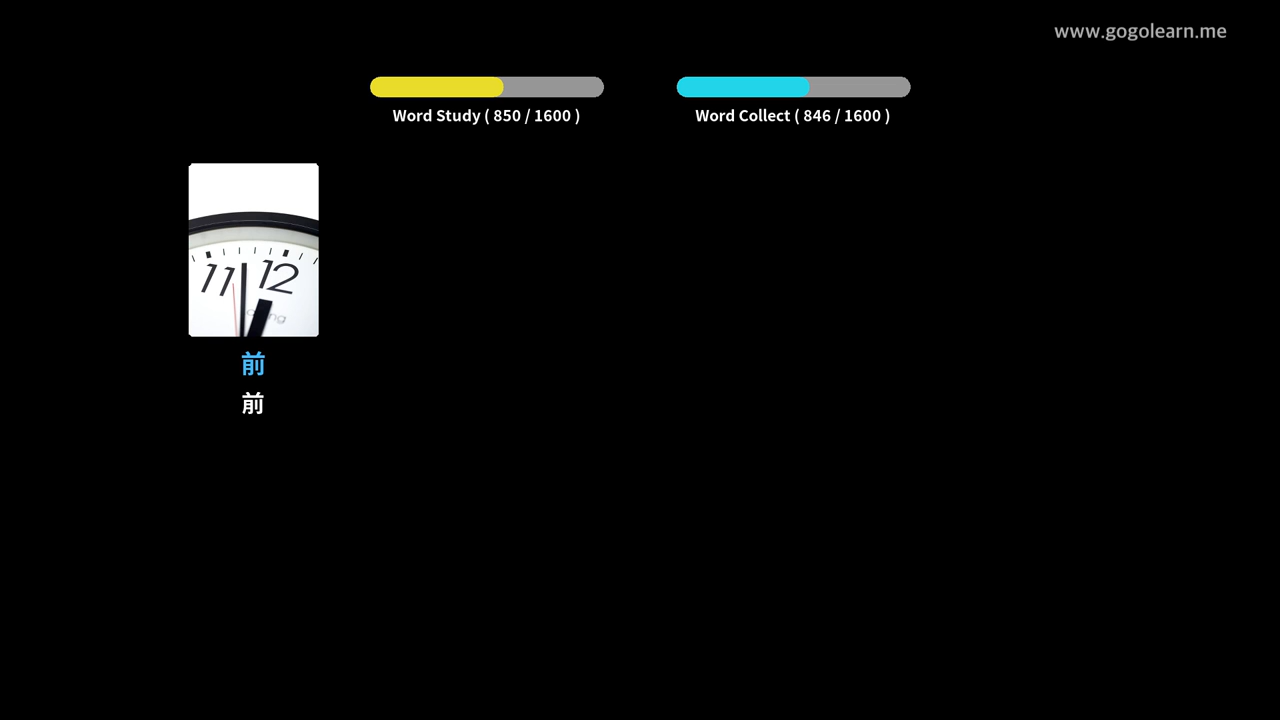 www.gogolearn.me
Word Study ( 850 / 1600 )
Word Collect ( 846 / 1600 )
11 12
前
前